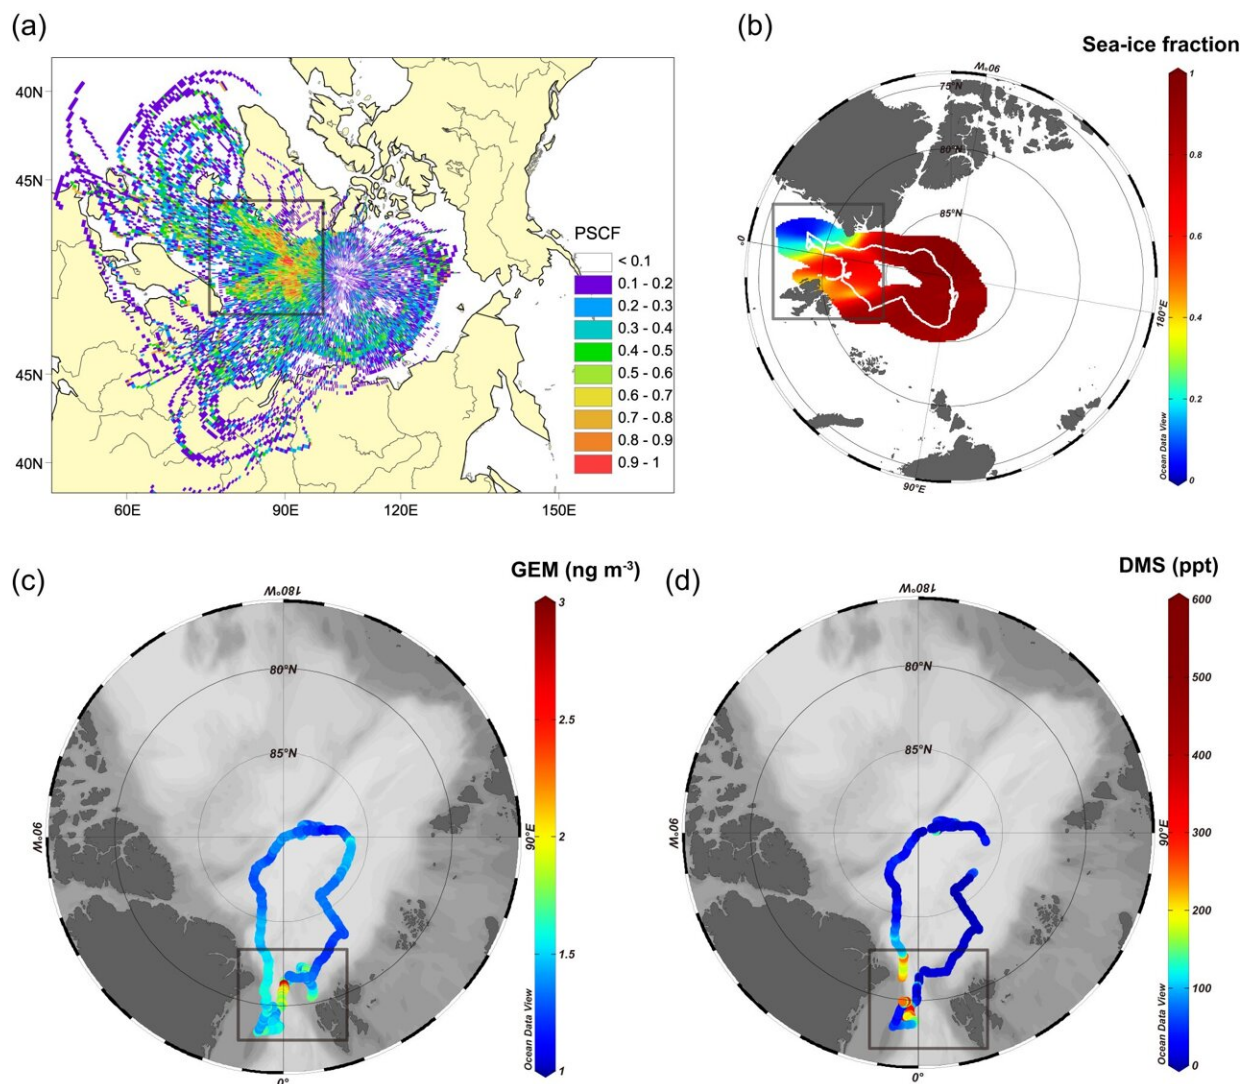 (a)
40N
45N
45N
40N
60E
90E
120E
150E
PSCF
< 0.1
0.1 - 0.2
0.2 - 0.3
0.3 - 0.4
0.4 - 0.5
0.5 - 0.6
0.6 - 0.7
0.7 - 0.8
0.8 - 0.9
0.9 - 1
(b)
Sea-ice fraction
90°W
75°N
80°N
85°N
0°
180°E
90°E
1
0.8
0.6
0.4
0.2
0
Ocean Data View
(c)
GEM (ng m-3)
180°W
80°N
85°N
90°W
90°E
0°
3
2.5
2
1.5
1
Ocean Data View
(d)
DMS (ppt)
180°W
80°N
85°N
90°W
90°E
0°
600
500
400
300
200
100
0
Ocean Data View